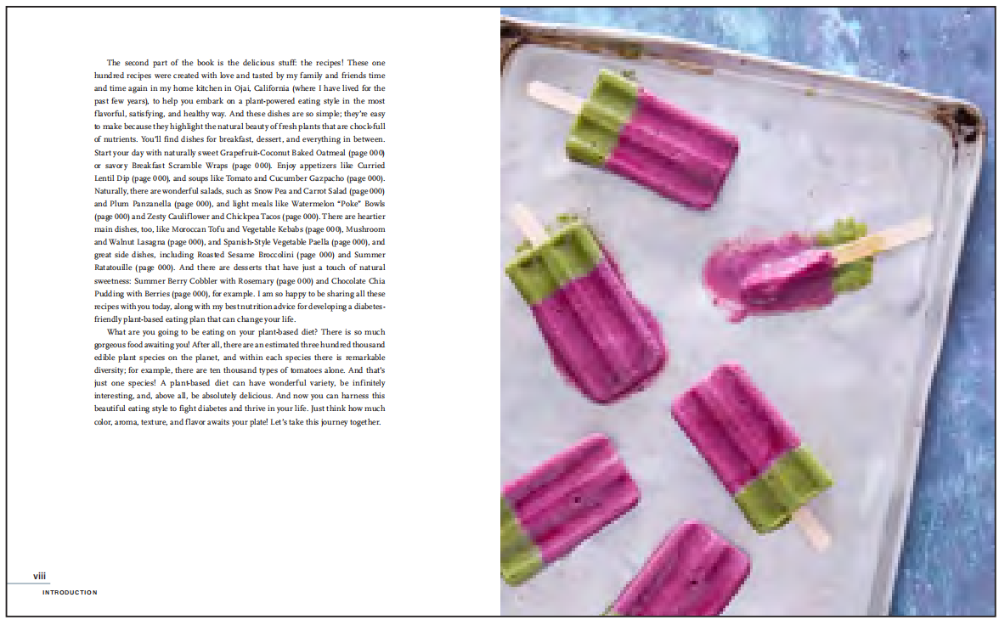 The second part of the book is the delicious stuff: the recipes! These one
hundred recipes were created with love and tasted by my family and friends time
and time again in my home kitchen in Ojai, California (where I have lived for the
past few years), to help you embark on a plant-powered eating style in the most
flavorful, satisfying, and healthy way. And these dishes are so simple; they're easy
to make because they highlight the natural beauty of fresh plants that are chock-full
of nutrients. You'll find dishes for breakfast, dessert, and everything in between.
Start your day with naturally sweet Grapefruit-Coconut Baked Oatmeal (page 000)
or savory Breakfast Scramble Wraps (page 000). Enjoy appetizers like Curried
Lentil Dip (page 000), and soups like Tomato and Cucumber Gazpacho (page 000).
Naturally, there are wonderful salads, such as Snow Pea and Carrot Salad (page 000)
and Plum Panzanella (page 000), and light meals like Watermelon “Poke” Bowls
(page 000) and Zesty Cauliflower and Chickpea Tacos (page 000). There are heartier
main dishes, too, like Moroccan Tofu and Vegetable Kebabs (page 000), Mushroom
and Walnut Lasagna (page 000), and Spanish-Style Vegetable Paella (page 000), and
great side dishes, including Roasted Sesame Broccolini (page 000) and Summer
Ratatouille (page 000). And there are desserts that have just a touch of natural
sweetness: Summer Berry Cobbler with Rosemary (page 000) and Chocolate Chia
Pudding with Berries (page 000), for example. I am so happy to be sharing all these
recipes with you today, along with my best nutrition advice for developing a diabetes-
friendly plant-based eating plan that can change your life.
What are you going to be eating on your plant-based diet? There is so much
gorgeous food awaiting you! After all, there are an estimated three hundred thousand
edible plant species on the planet, and within each species there is remarkable
diversity; for example, there are ten thousand types of tomatoes alone. And that's
just one species! A plant-based diet can have wonderful variety, be infinitely
interesting, and, above all, be absolutely delicious. And now you can harness this
beautiful eating style to fight diabetes and thrive in your life. Just think how much
color, aroma, texture, and flavor awaits your plate! Let's take this journey together.
viii
INTRODUCTION